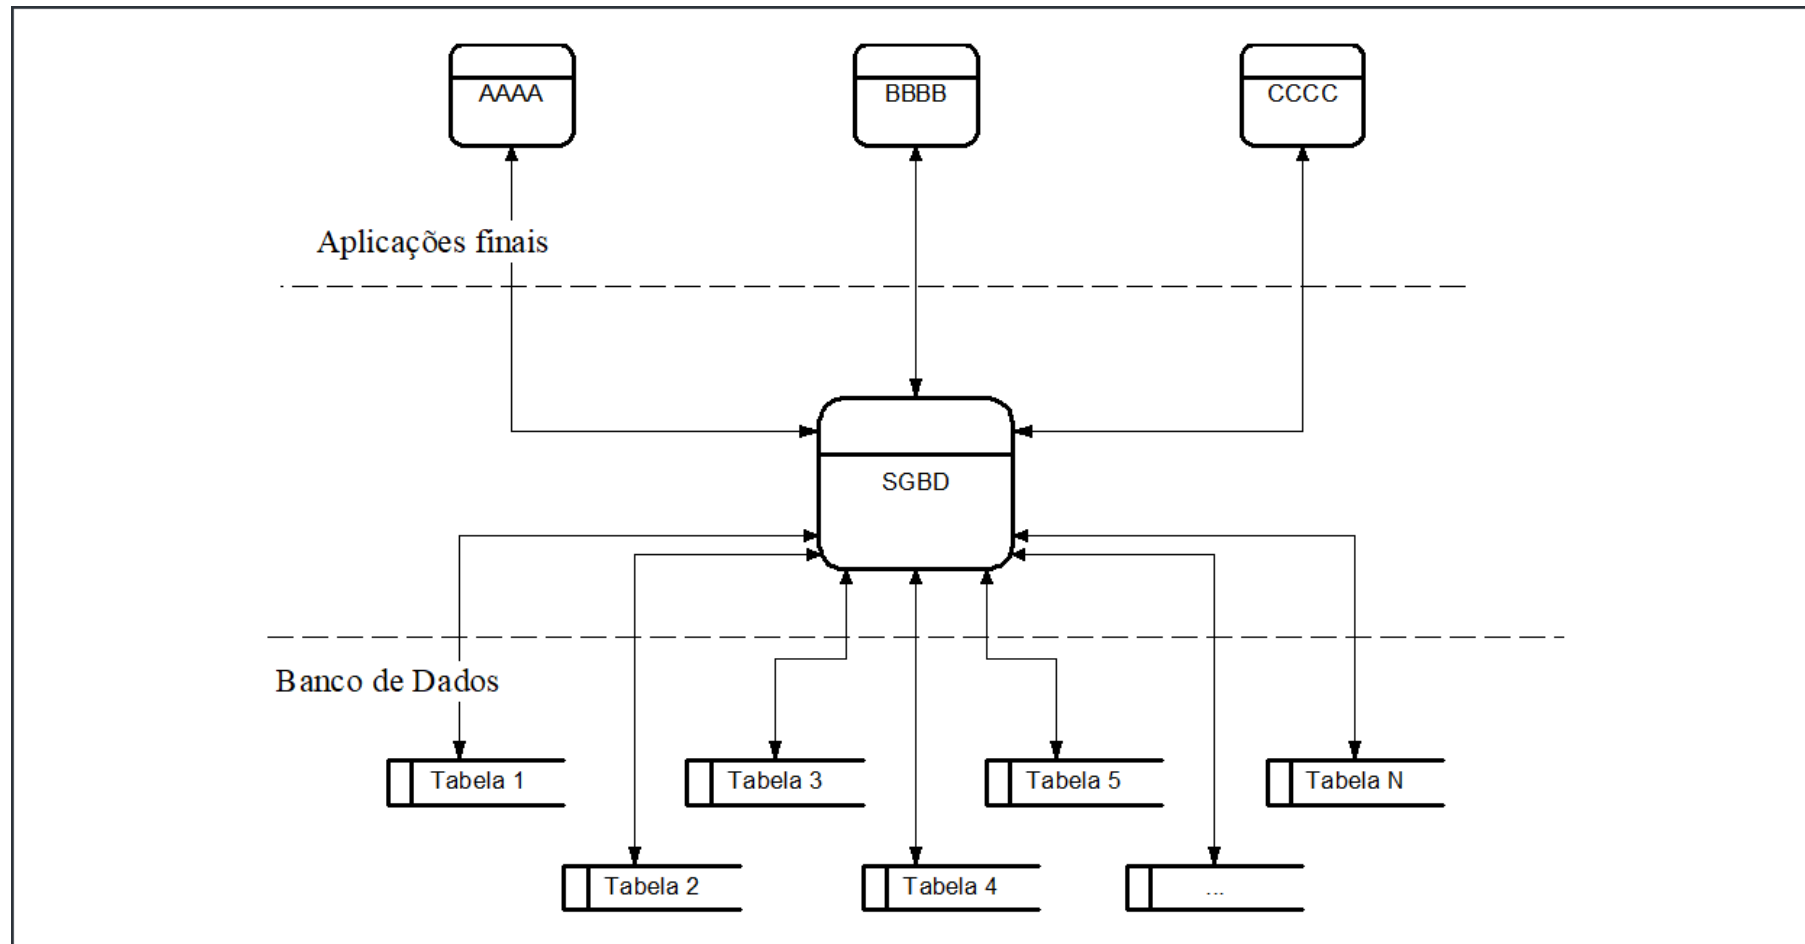 AAAA
BBBB
CCCC
Aplicações finais
SGBD
Banco de Dados
Tabela 1
Tabela 3
Tabela 5
Tabela N
Tabela 2
Tabela 4
...